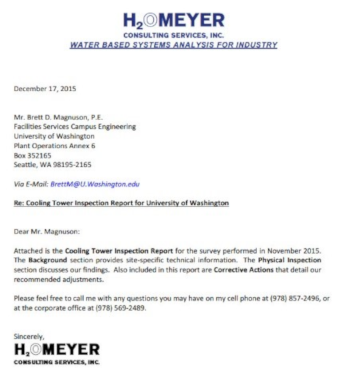 H2OMEYER
CONSULTING SERVICES, INC.
WATER BASED SYSTEMS ANALYSIS FOR INDUSTRY
December 17, 2015
Mr. Brett D. Magnuson, P.E.
Facilities Services Campus Engineering
University of Washington
Plant Operations Annex 6
Box 352165
Seattle, WA 98195-2165
Via E-Mail: BrettM@U.Washington.edu
Re: Cooling Tower Inspection Report for University of Washington
Dear Mr. Magnuson:
Attached is the Cooling Tower Inspection Report for the survey performed in November 2015.
The Background section provides site-specific technical information. The Physical Inspection
section discusses our findings. Also included in this report are Corrective Actions that detail our
recommended adjustments.
Please feel free to call me with any questions you may have on my cell phone at (978) 857-2496, or
at the corporate office at (978) 569-2489.
Sincerely,
H2OMEYER
CONSULTING SERVICES, INC.